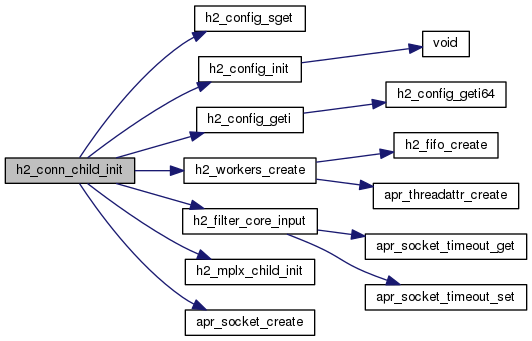 h2_conn_child_init
h2_config_sget
h2_config_init
void
h2_config_geti
h2_config_geti64
h2_workers_create
h2_fifo_create
apr_threadattr_create
h2_filter_core_input
apr_socket_timeout_get
apr_socket_timeout_set
h2_mplx_child_init
apr_socket_create